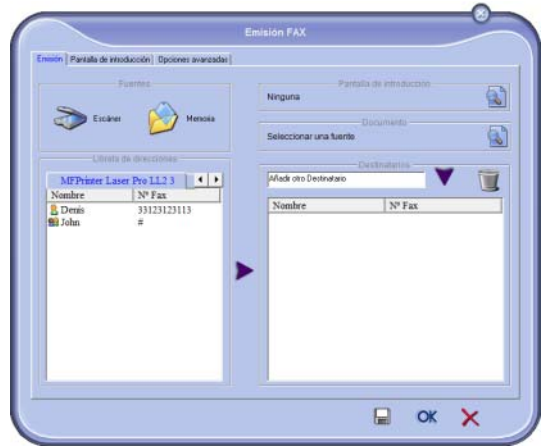 Emisión FAX
Emisión Pantalla de introducción Opciones avanzadas
Fuentes
Escáner
Memoria
Libreta de direcciones
MFPrinter Laser Pro LL2 3
Nombre Nº Fax
Denis 33123123113
John #
Pantalla de introducción
Ninguna
Documento
Seleccionar una fuente
Destinatarios
Añadir otro Destinatario
Nombre Nº Fax
OK